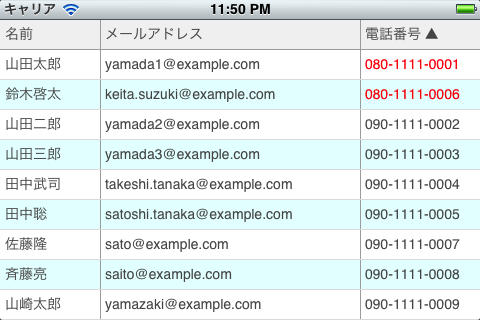 キャリア 11:50 PM
名前 メールアドレス 電話番号 ▲
山田太郎 yamada1@example.com 080-1111-0001
鈴木啓太 keita.suzuki@example.com 080-1111-0006
山田二郎 yamada2@example.com 090-1111-0002
山田三郎 yamada3@example.com 090-1111-0003
田中武司 takeshi.tanaka@example.com 090-1111-0004
田中聡 satoshi.tanaka@example.com 090-1111-0005
佐藤隆 sato@example.com 090-1111-0007
斉藤亮 saito@example.com 090-1111-0008
山崎太郎 yamazaki@example.com 090-1111-0009